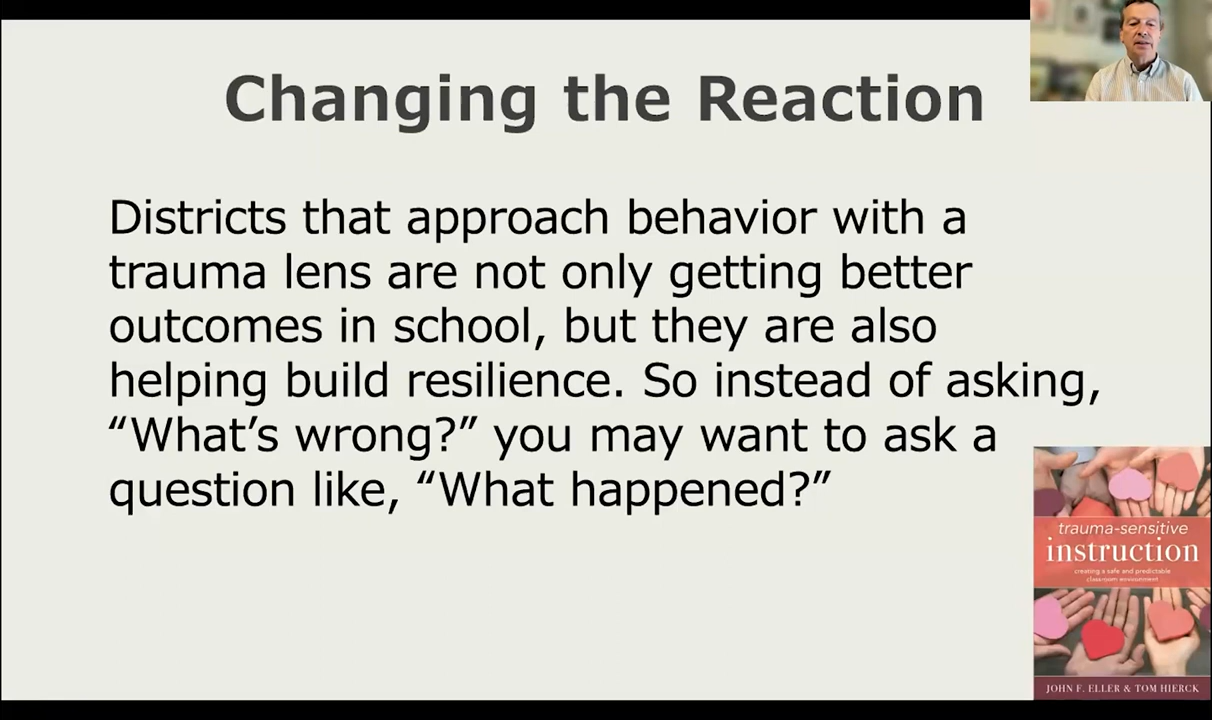 Changing the Reaction
Districts that approach behavior with a
trauma lens are not only getting better
outcomes in school, but they are also
helping build resilience. So instead of asking,
“What’s wrong?” you may want to ask a
question like, “What happened?”
trauma-sensitive
instruction
creating a safe and predictable
classroom environment
JOHN F. ELLER & TOM HIERCK